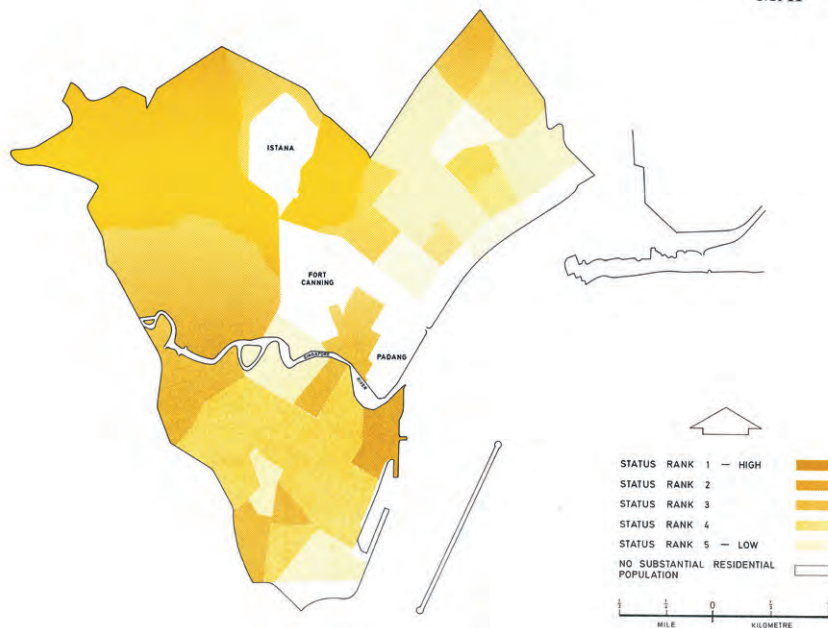 ISTANA
FORT
CANNING
SINGAPORE
PADANG
RIVER
STATUS RANK 1 — HIGH
STATUS RANK 2
STATUS RANK 3
STATUS RANK 4
STATUS RANK 5 — LOW
NO SUBSTANTIAL RESIDENTIAL
POPULATION
0
MILE KILOMETRE